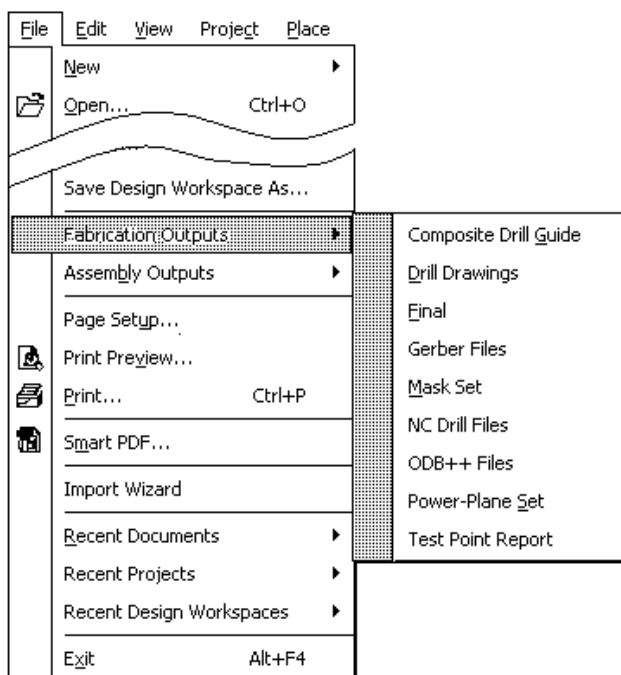 File Edit View Project Place
New
Open... Ctrl+O
Save Design Workspace As...
Fabrication Outputs
Assembly Outputs
Page Setup...
Print Preview...
Print... Ctrl+P
Smart PDF...
Import Wizard
Recent Documents
Recent Projects
Recent Design Workspaces
Exit Alt+F4
Composite Drill Guide
Drill Drawings
Final
Gerber Files
Mask Set
NC Drill Files
ODB++ Files
Power-Plane Set
Test Point Report